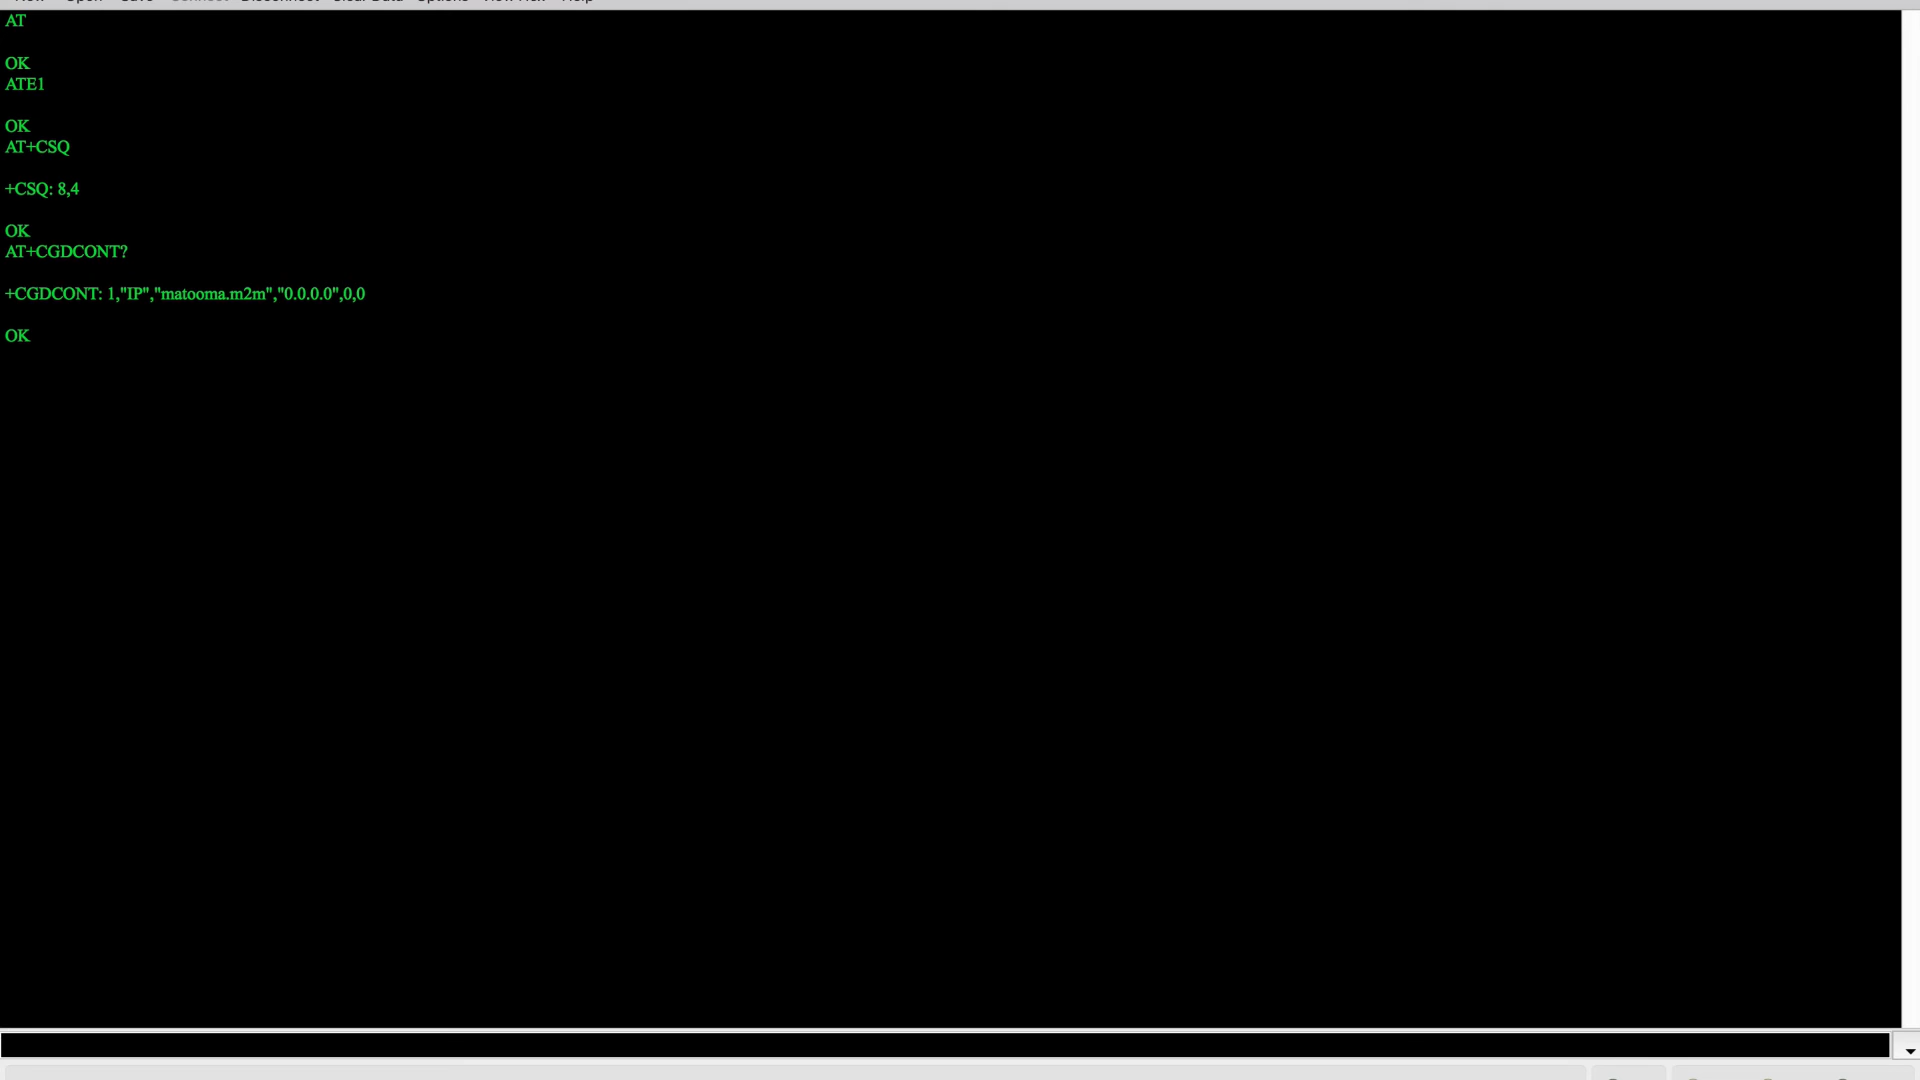 AT
OK
ATE1
OK
AT+CSQ
+CSQ: 8,4
OK
AT+CGDCONT?
+CGDCONT: 1,"IP","matooma.m2m","0.0.0.0",0,0
OK